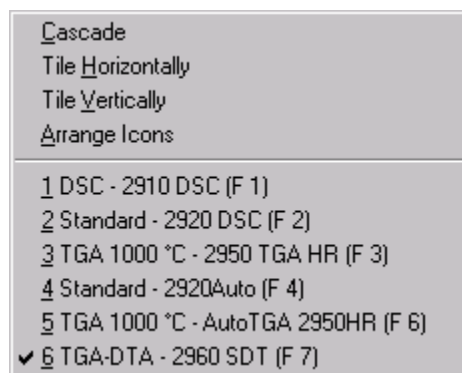 Cascade
Tile Horizontally
Tile Vertically
Arrange Icons
1 DSC - 2910 DSC (F 1)
2 Standard - 2920 DSC (F 2)
3 TGA 1000 °C - 2950 TGA HR (F 3)
4 Standard - 2920Auto (F 4)
5 TGA 1000 °C - AutoTGA 2950HR (F 6)
✔ 6 TGA-DTA - 2960 SDT (F 7)